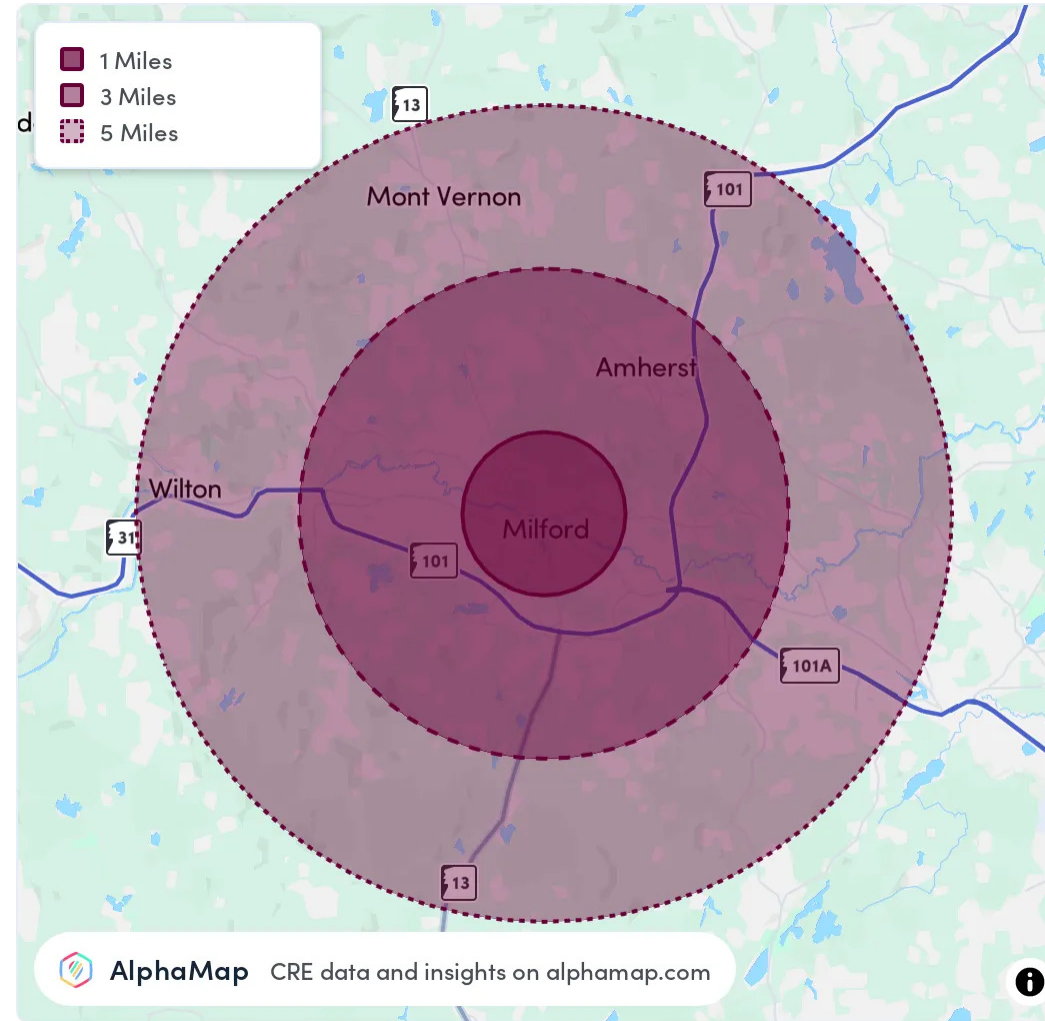 1 Miles
3 Miles
5 Miles
13
Mont Vernon
101
Amherst
Wilton
31
Milford
101
101A
13
AlphaMap
CRE data and insights on alphamap.com